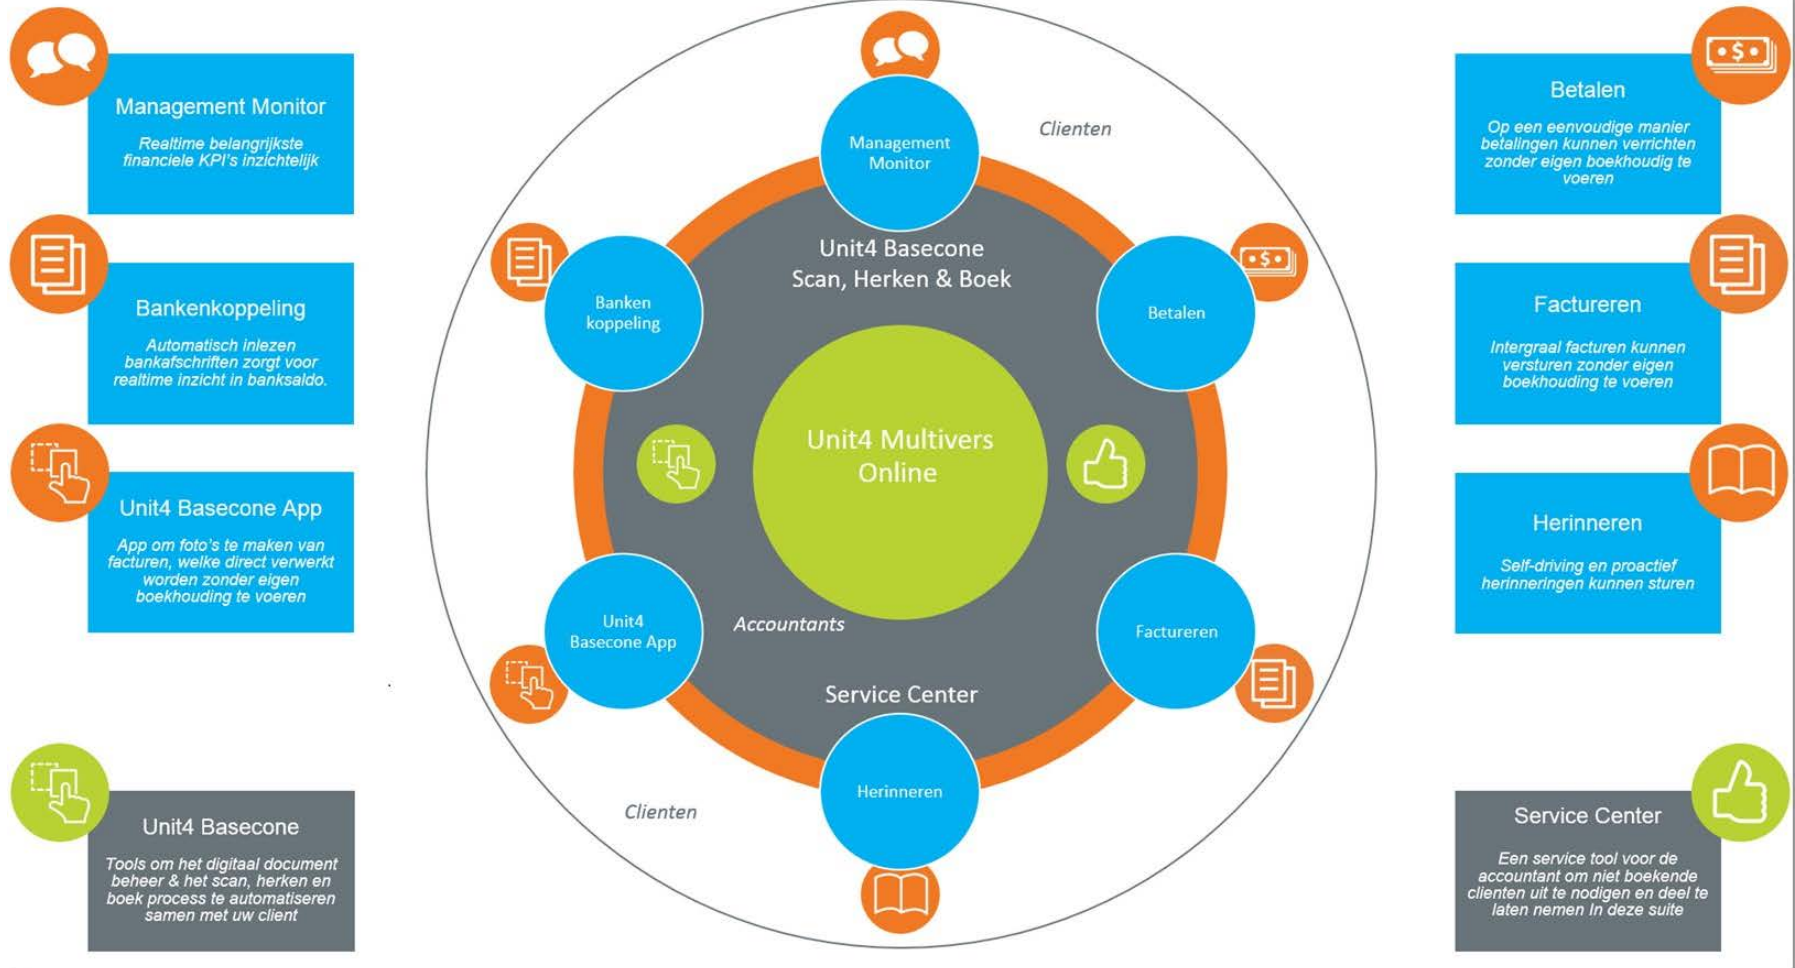 Management Monitor
Realtime belangrijkste
financiele KPI's inzichtelijk
Bankenkoppeling
Automatisch inlezen
bankafschriften zorgt voor
realtime inzicht in banksaldo.
Unit4 Basecone App
App om foto's te maken van
facturen, welke direct verwerkt
worden zonder eigen
boekhouding te voeren
Unit4 Basecone
Tools om het digitaal document
beheer & het scan, herken en
boek process te automatiseren
samen met uw client
Clienten
Management
Monitor
Unit4 Basecone
Scan, Herken & Boek
Banken
koppeling
Betalen
Unit4 Multivers
Online
Accountants
Unit4
Basecone App
Factureren
Service Center
Herinneren
Clienten
Betalen
Op een eenvoudige manier
betalingen kunnen verrichten
zonder eigen boekhoudig te
voeren
Factureren
Intergraal facturen kunnen
versturen zonder eigen
boekhouding te voeren
Herinneren
Self-driving en proactief
herinneringen kunnen sturen
Service Center
Een service tool voor de
accountant om niet boekende
clienten uit te nodigen en deel te
laten nemen In deze suite